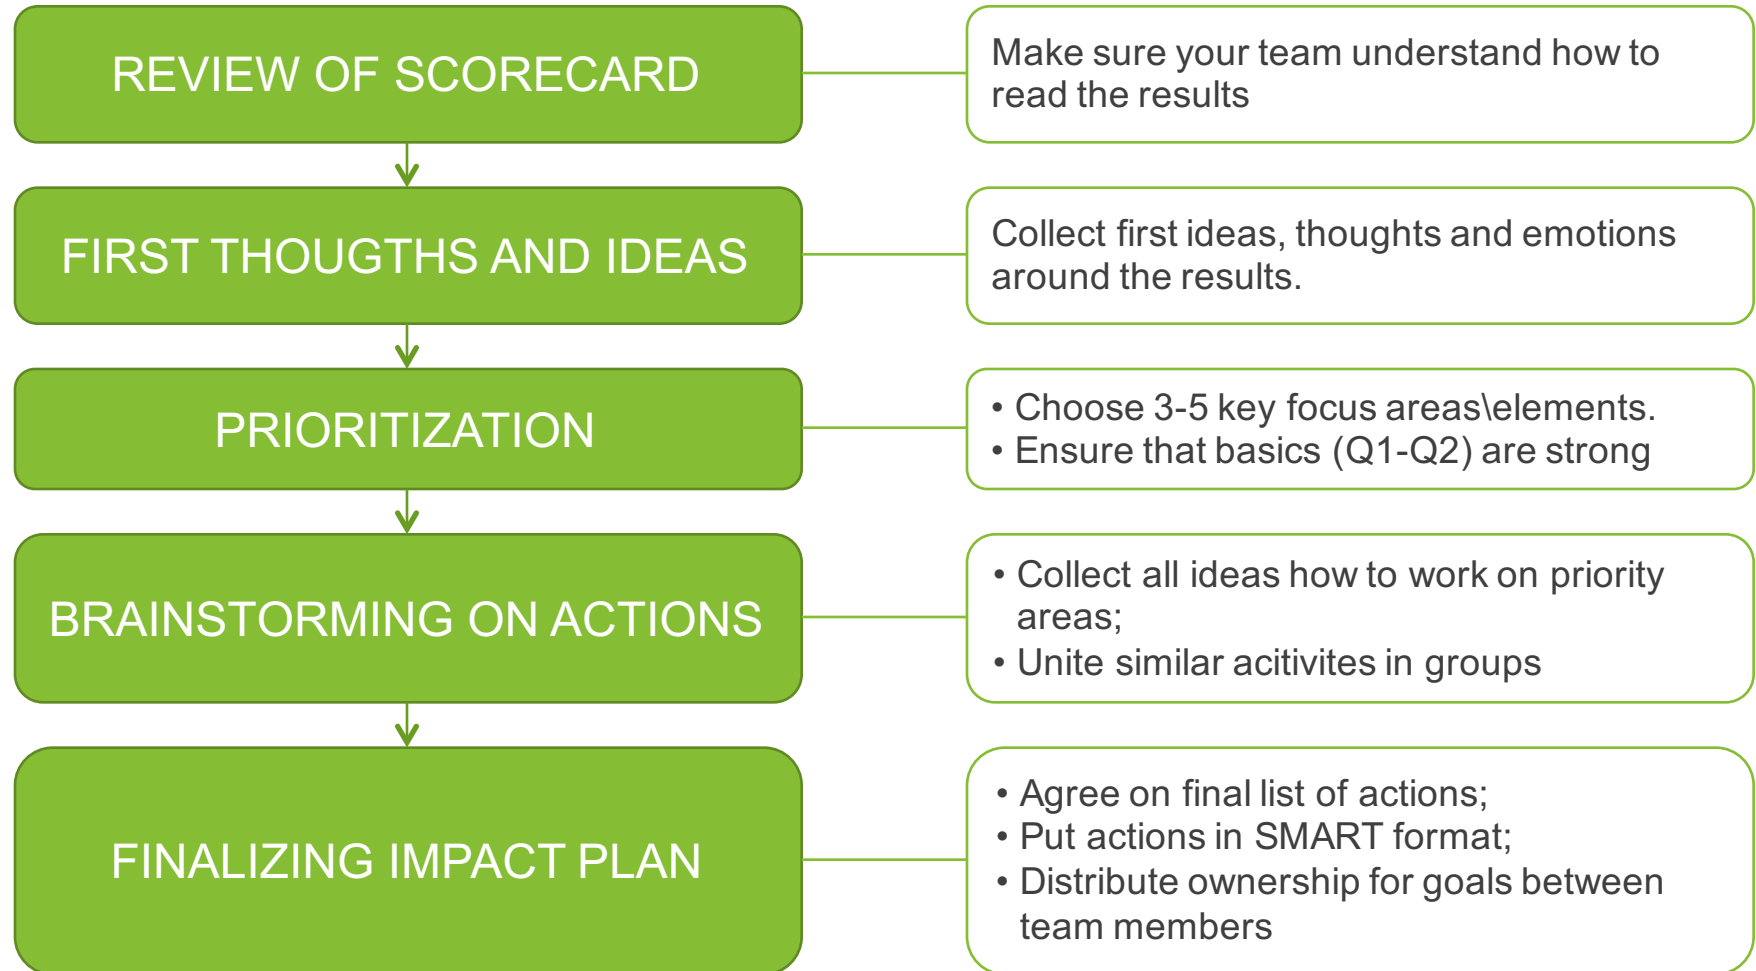 REVIEW OF SCORECARD
Make sure your team understand how to
read the results
FIRST THOUGTHS AND IDEAS
Collect first ideas, thoughts and emotions
around the results.
PRIORITIZATION
• Choose 3-5 key focus areas\elements.
• Ensure that basics (Q1-Q2) are strong
BRAINSTORMING ON ACTIONS
• Collect all ideas how to work on priority
areas;
• Unite similar acitivites in groups
FINALIZING IMPACT PLAN
• Agree on final list of actions;
• Put actions in SMART format;
• Distribute ownership for goals between
team members